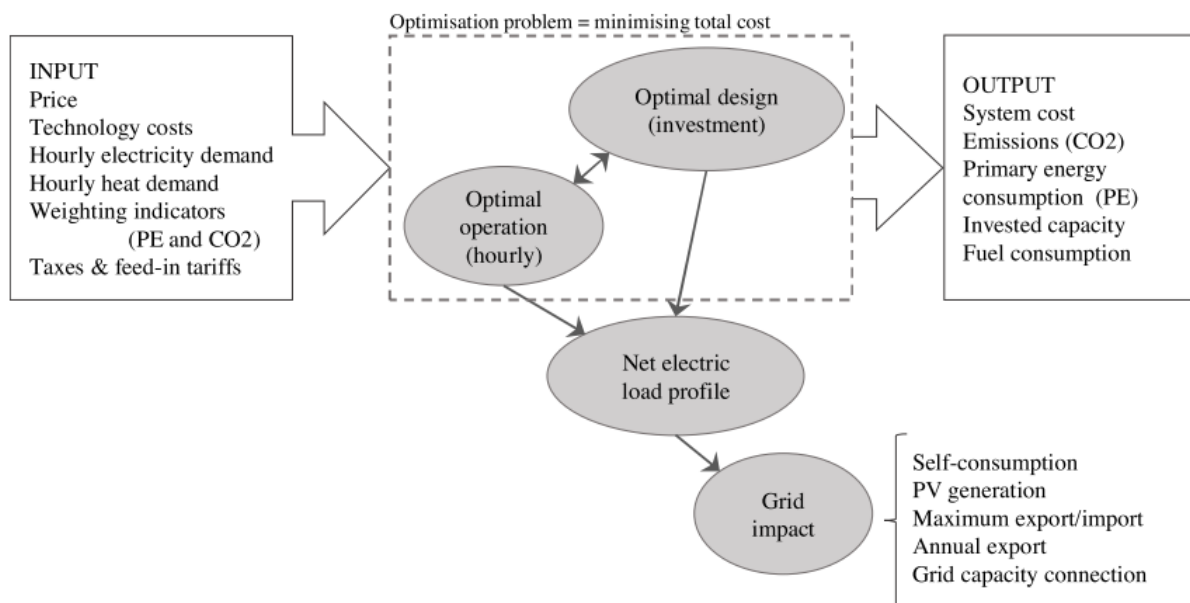 Optimisation problem = minimising total cost
INPUT
Price
Technology costs
Hourly electricity demand
Hourly heat demand
Weighting indicators
(PE and CO2)
Taxes & feed-in tariffs
Optimal design
(investment)
Optimal
operation
(hourly)
Net electric
load profile
Grid
impact
OUTPUT
System cost
Emissions (CO2)
Primary energy
consumption (PE)
Invested capacity
Fuel consumption
Self-consumption
PV generation
Maximum export/import
Annual export
Grid capacity connection